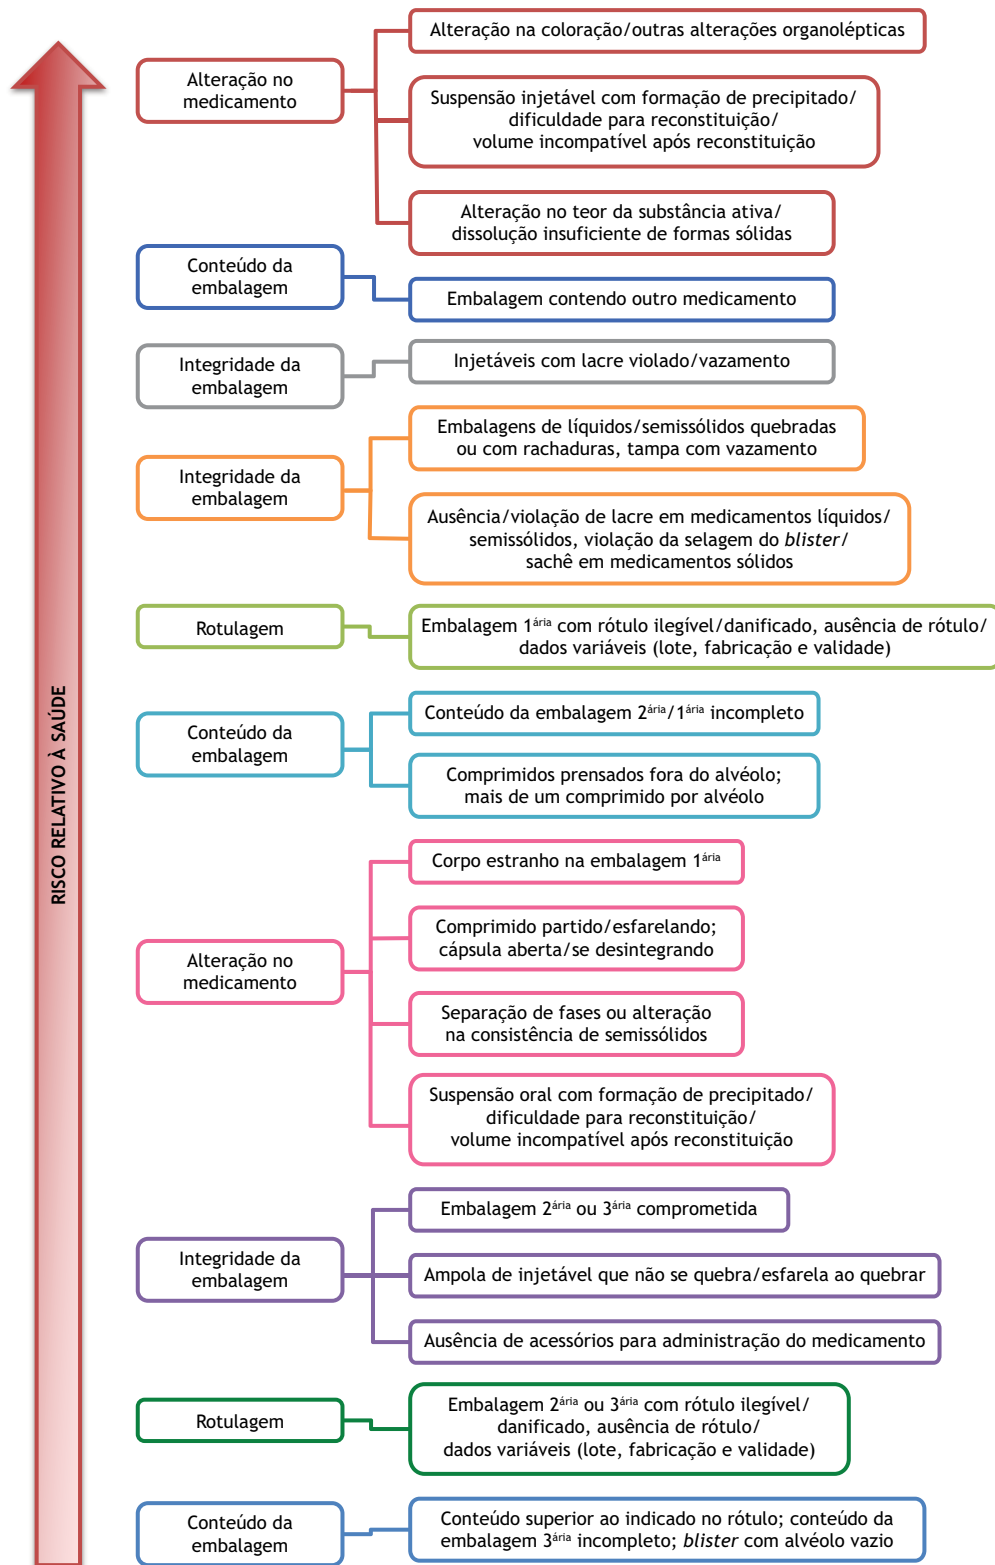 RISCO RELATIVO À SAÚDE
Alteração no
medicamento
Alteração na coloração/outras alterações organolépticas
Suspensão injetável com formação de precipitado/
dificuldade para reconstituição/
volume incompatível após reconstituição
Alteração no teor da substância ativa/
dissolução insuficiente de formas sólidas
Conteúdo da
embalagem
Embalagem contendo outro medicamento
Integridade da
embalagem
Injetáveis com lacre violado/vazamento
Integridade da
embalagem
Embalagens de líquidos/semissólidos quebradas
ou com rachaduras, tampa com vazamento
Ausência/violação de lacre em medicamentos líquidos/
semissólidos, violação da selagem do blister/
sachê em medicamentos sólidos
Rotulagem
Embalagem 1ária com rótulo ilegível/danificado, ausência de rótulo/
dados variáveis (lote, fabricação e validade)
Conteúdo da
embalagem
Conteúdo da embalagem 2ária/1ária incompleto
Comprimidos prensados fora do alvéolo;
mais de um comprimido por alvéolo
Alteração no
medicamento
Corpo estranho na embalagem 1ária
Comprimido partido/esfarelando;
cápsula aberta/se desintegrando
Separação de fases ou alteração
na consistência de semissólidos
Suspensão oral com formação de precipitado/
dificuldade para reconstituição/
volume incompatível após reconstituição
Integridade da
embalagem
Embalagem 2ária ou 3ária comprometida
Ampola de injetável que não se quebra/esfarela ao quebrar
Ausência de acessórios para administração do medicamento
Rotulagem
Embalagem 2ária ou 3ária com rótulo ilegível/
danificado, ausência de rótulo/
dados variáveis (lote, fabricação e validade)
Conteúdo da
embalagem
Conteúdo superior ao indicado no rótulo; conteúdo da
embalagem 3ária incompleto; blister com alvéolo vazio